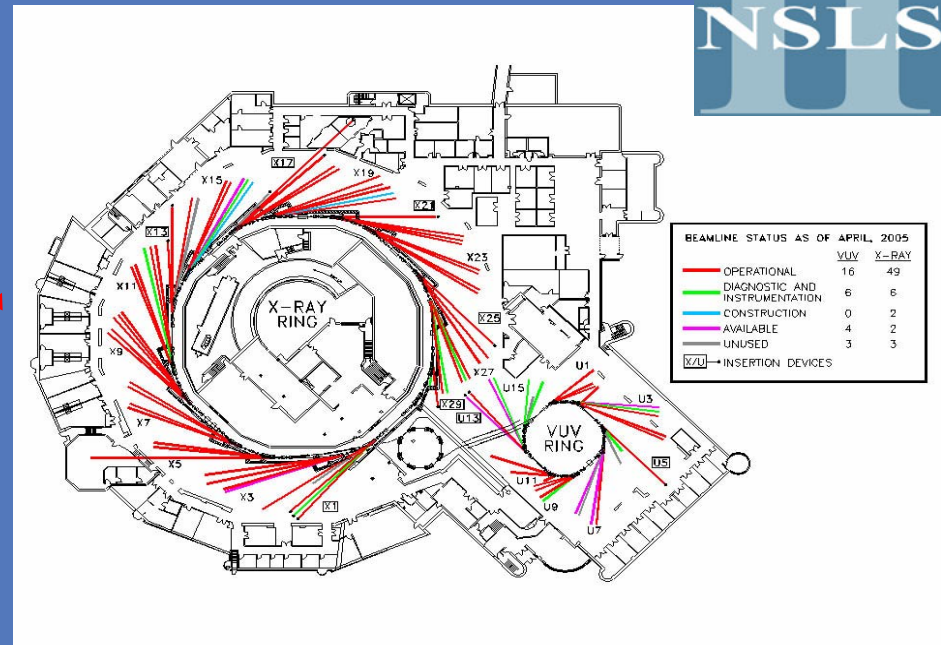 NSLS
II
X17
X19
X15
X21
X13
X23
X11
X-RAY
RING
X25
X9
X27
U15
U1
U3
X29
U13
X7
VUV
RING
X5
U5
X3
U11
X1
U9
U7
BEAMLINE STATUS AS OF APRIL, 2005
VUV X-RAY
OPERATIONAL 16 49
DIAGNOSTIC AND
INSTRUMENTATION 6 6
CONSTRUCTION 0 2
AVAILABLE 4 2
UNUSED 3 3
X/U INSERTION DEVICES